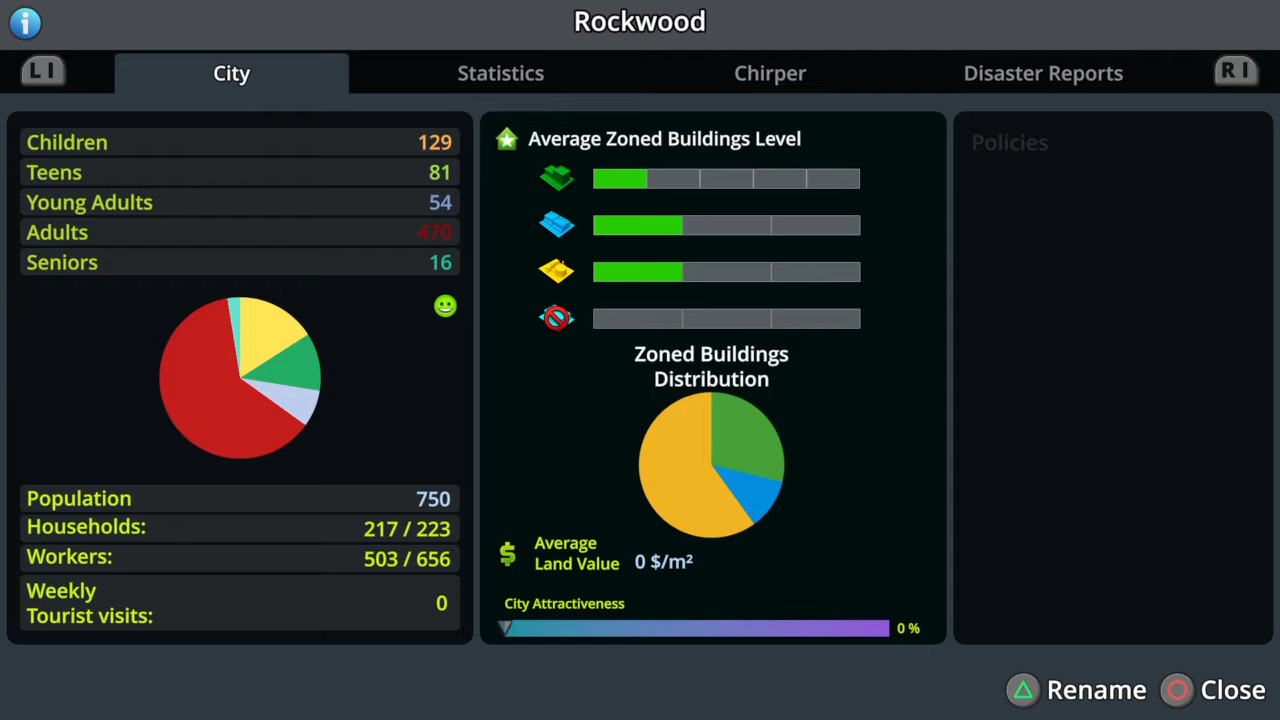 Rockwood
L1
City
Statistics
Chirper
Disaster Reports
R1
Children 129
Teens 81
Young Adults 54
Adults 470
Seniors 16
Population 750
Households: 217 / 223
Workers: 503 / 656
Weekly
Tourist visits: 0
Average Zoned Buildings Level
Zoned Buildings
Distribution
Average
Land Value 0 $/m²
City Attractiveness
0 %
Policies
Rename
Close